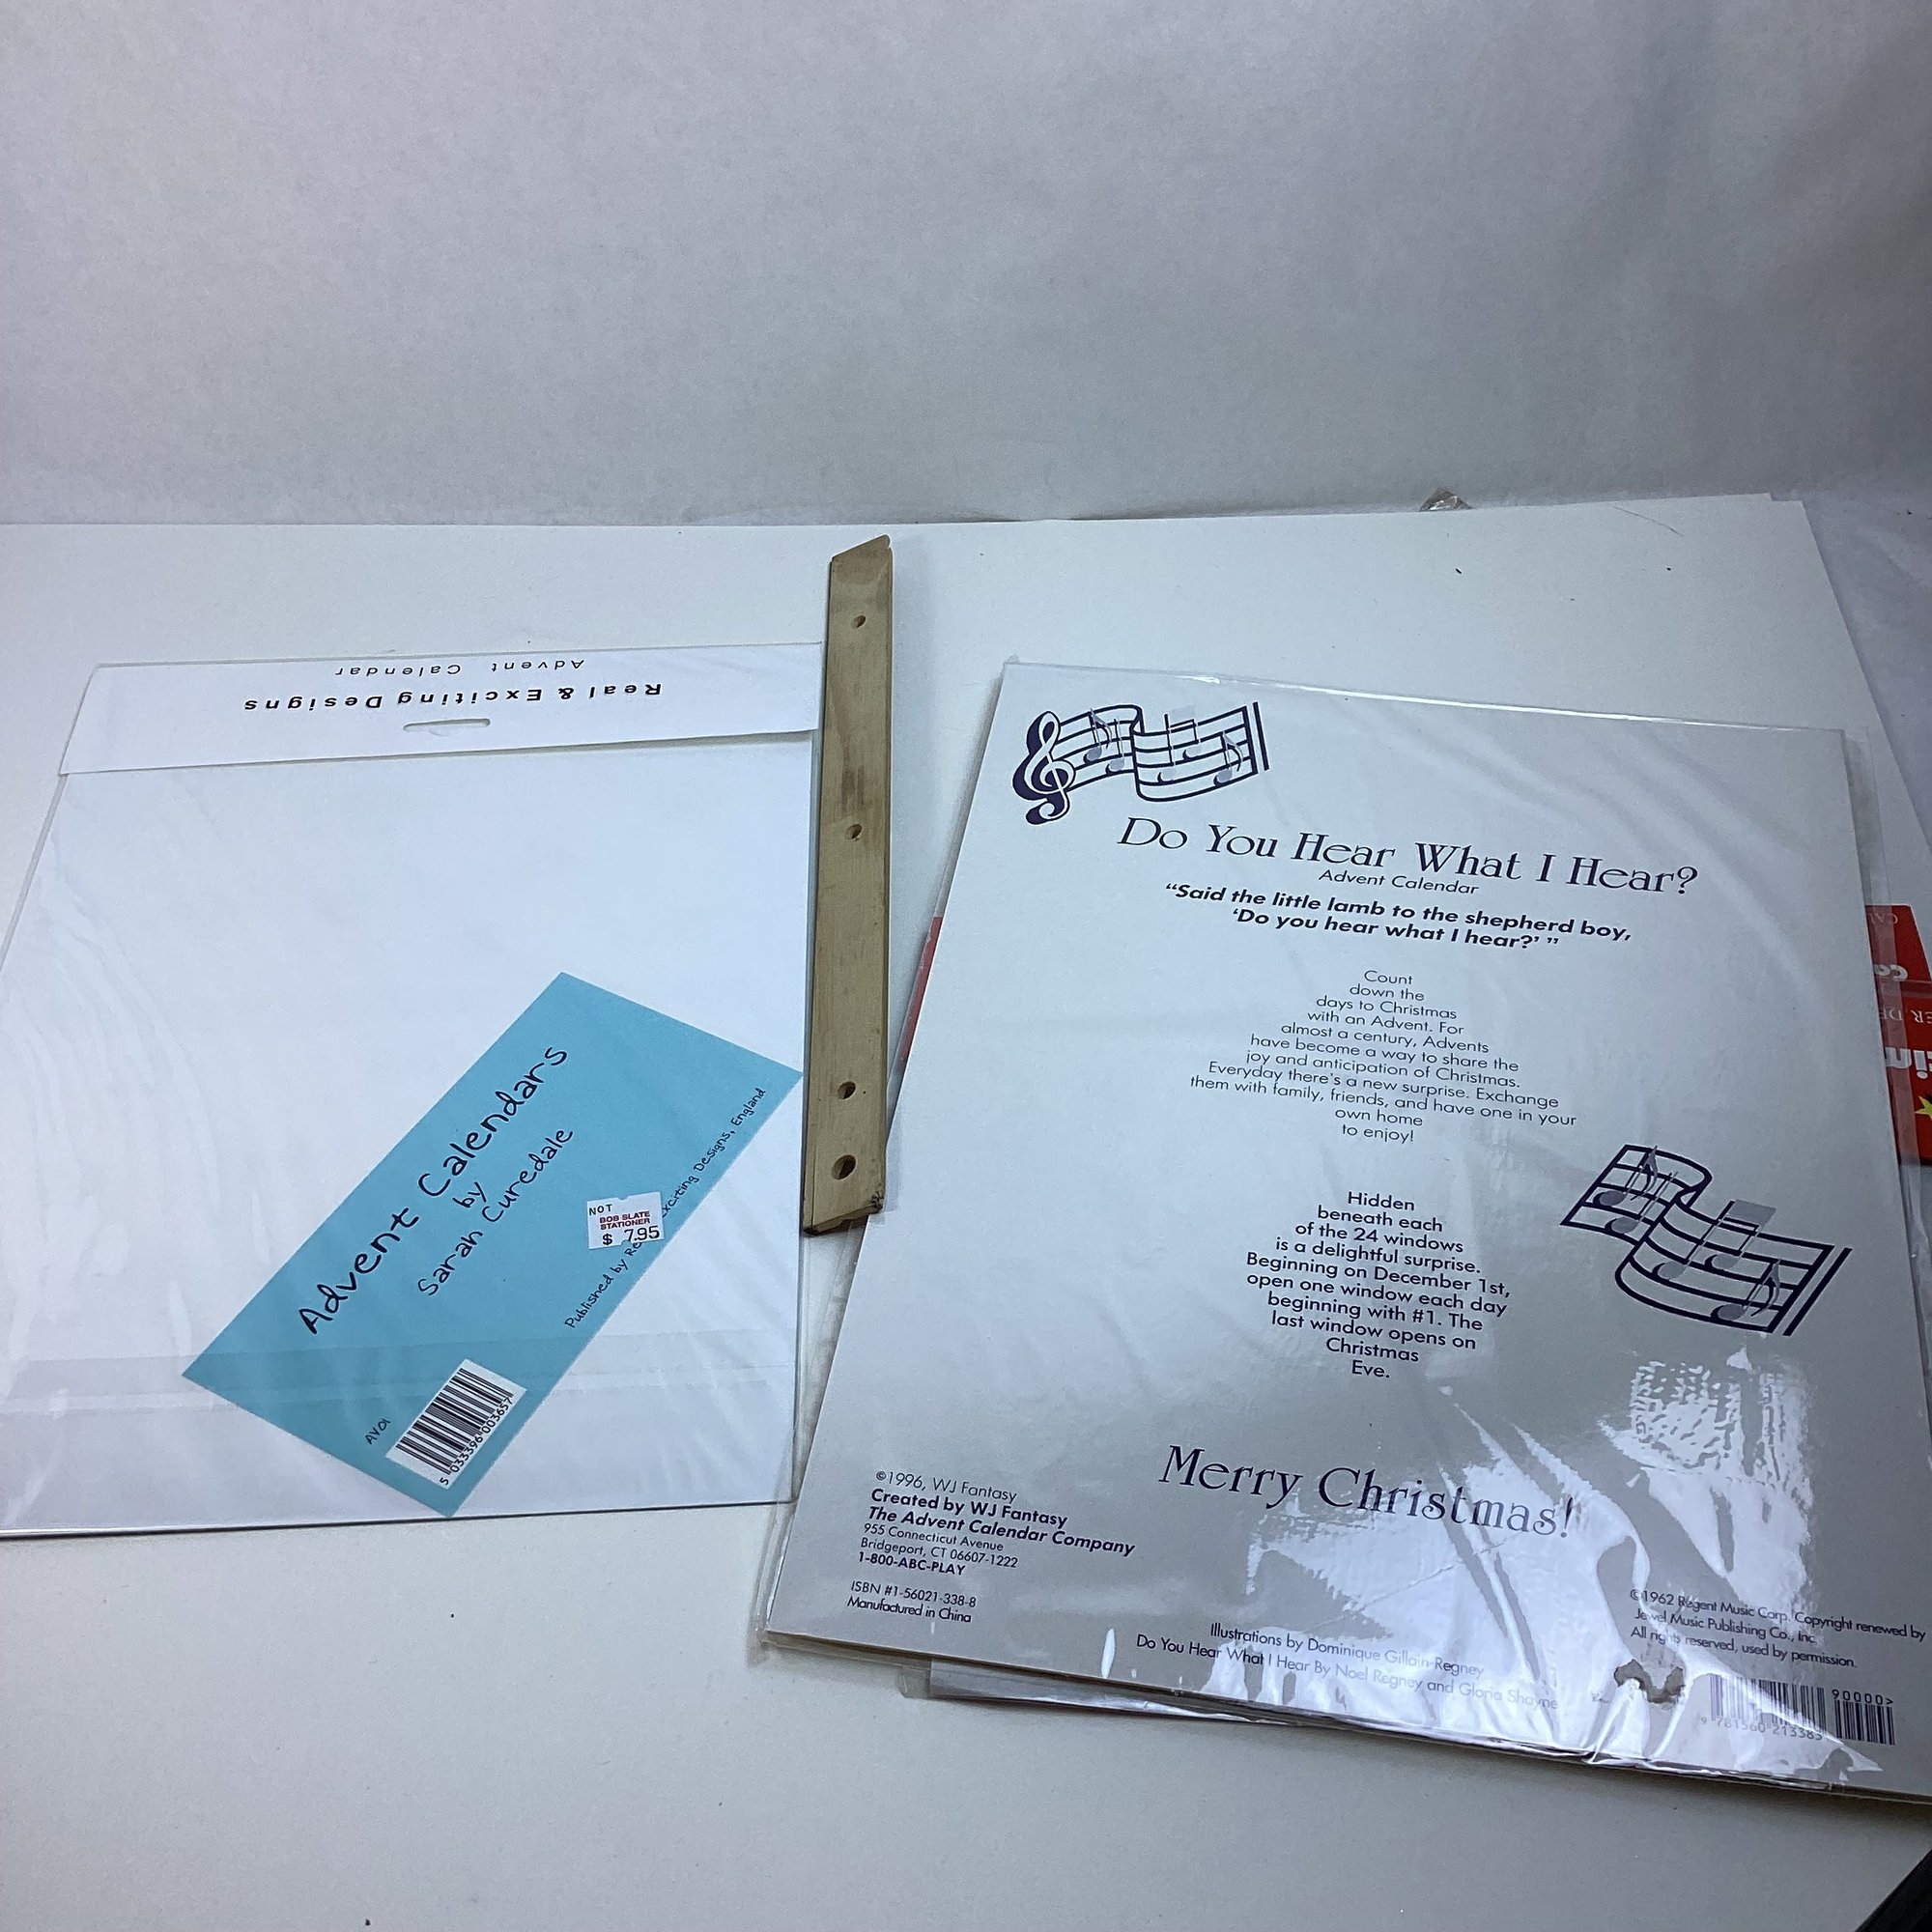 Real & Exciting Designs
Advent Calendar
Advent Calendars
by
Sarah Curedale
Published by Re xciting Designs, England
NOT
BOB SLATE
STATIONER
$ 7.95
AV01
5 033396 003657
Do You Hear What I Hear?
Advent Calendar
“Said the little lamb to the shepherd boy,
‘Do you hear what I hear?’ ”
Count
down the
days to Christmas
with an Advent. For
almost a century, Advents
have become a way to share the
joy and anticipation of Christmas.
Everyday there's a new surprise. Exchange
them with family, friends, and have one in your
own home
to enjoy!
Hidden
beneath each
of the 24 windows
is a delightful surprise.
Beginning on December 1st,
open one window each day
beginning with #1. The
last window opens on
Christmas
Eve.
Merry Christmas!
©1996, WJ Fantasy
Created by WJ Fantasy
The Advent Calendar Company
955 Connecticut Avenue
Bridgeport, CT 06607-1222
1-800-ABC-PLAY
ISBN #1-56021-338-8
Manufactured in China
Illustrations by Dominique Gillain-Regney
Do You Hear What I Hear By Noel Regney and Gloria Shayne
©1962 Regent Music Corp. Copyright renewed by
Jewel Music Publishing Co., Inc.
All rights reserved, used by permission.
90000>
9 781560 213383